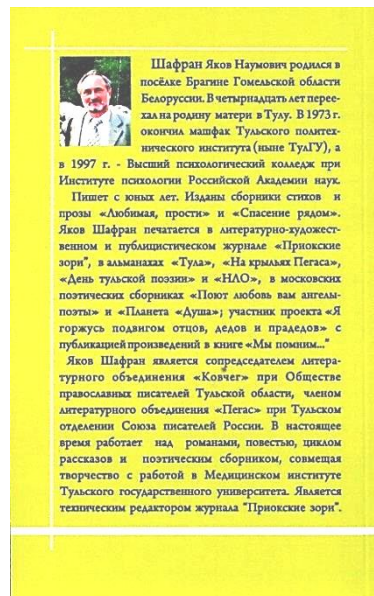 Шафран Яков Наумович родился в
посёлке Брагине Гомельской области
Белоруссии. В четырнадцать лет перее-
хал на родину матери в Тулу. В 1973 г.
окончил машфак Тульского политех-
нического института (ныне ТулГУ), а
в 1997 г. - Высший психологический колледж при
Институте психологии Российской Академии наук.
Пишет с юных лет. Изданы сборники стихов и
прозы «Любимая, прости» и «Спасение рядом».
Яков Шафран печатается в литературно-художест-
венном и публицистическом журнале «Приокские
зори", в альманахах «Тула», «На крыльях Пегаса»,
«День тульской поэзии» и «НЛО», в московских
поэтических сборниках «Поют любовь вам ангелы-
поэты» и «Планета «Душа»; участник проекта «Я
горжусь подвигом отцов, дедов и прадедов» с
публикацией произведений в книге «Мы помним..."
Яков Шафран является сопредседателем литера-
турного объединения «Ковчег» при Обществе
православных писателей Тульской области, членом
литературного объединения «Пегас» при Тульском
отделении Союза писателей России. В настоящее
время работает над романами, повестью, циклом
рассказов и поэтическим сборником, совмещая
творчество с работой в Медицинском институте
Тульского государственного университета. Является
техническим редактором журнала "Приокские зори".